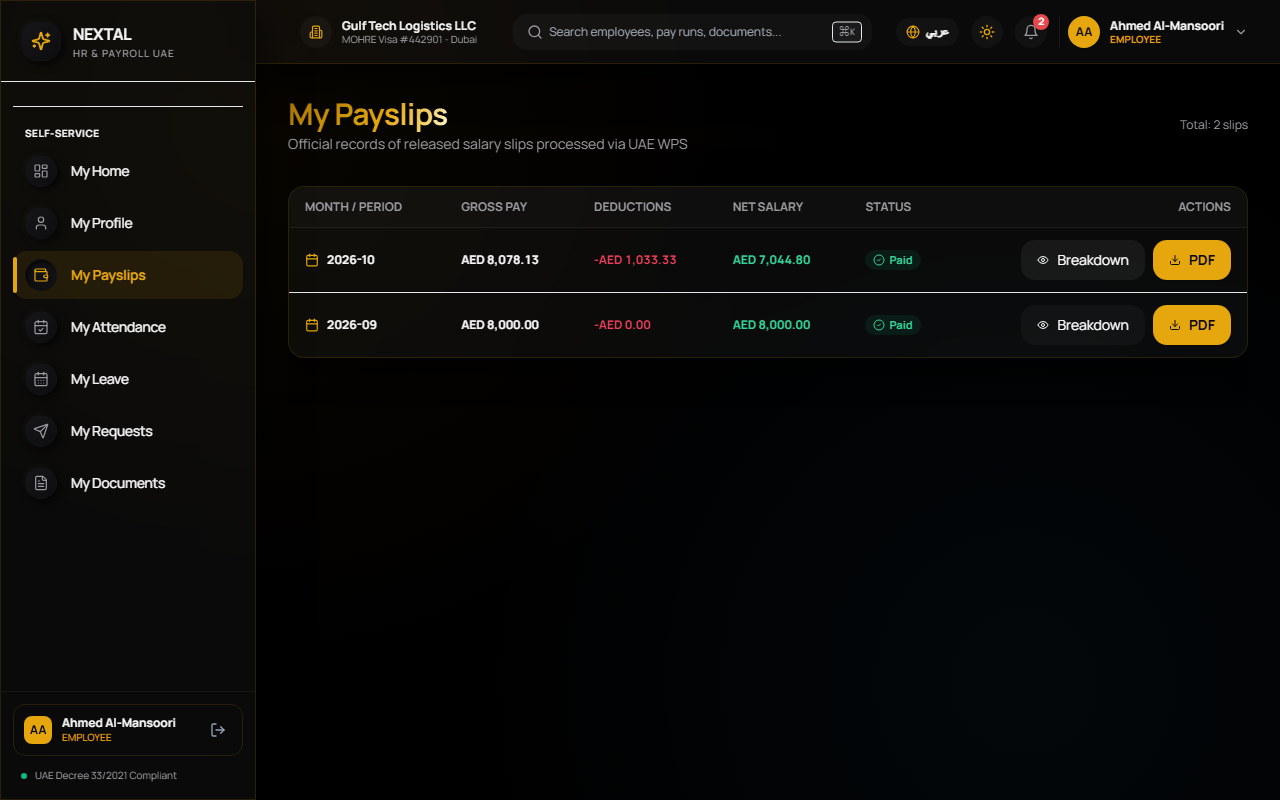 NEXTAL
HR & PAYROLL UAE
Gulf Tech Logistics LLC
MOHRE Visa #442901 - Dubai
Search employees, pay runs, documents...
⌘K
عربي
2
AA
Ahmed Al-Mansoori
EMPLOYEE
SELF-SERVICE
My Home
My Profile
My Payslips
My Attendance
My Leave
My Requests
My Documents
AA
Ahmed Al-Mansoori
EMPLOYEE
UAE Decree 33/2021 Compliant
My Payslips
Official records of released salary slips processed via UAE WPS
Total: 2 slips
MONTH / PERIOD GROSS PAY DEDUCTIONS NET SALARY STATUS ACTIONS
2026-10 AED 8,078.13 -AED 1,033.33 AED 7,044.80 Paid Breakdown PDF
2026-09 AED 8,000.00 -AED 0.00 AED 8,000.00 Paid Breakdown PDF